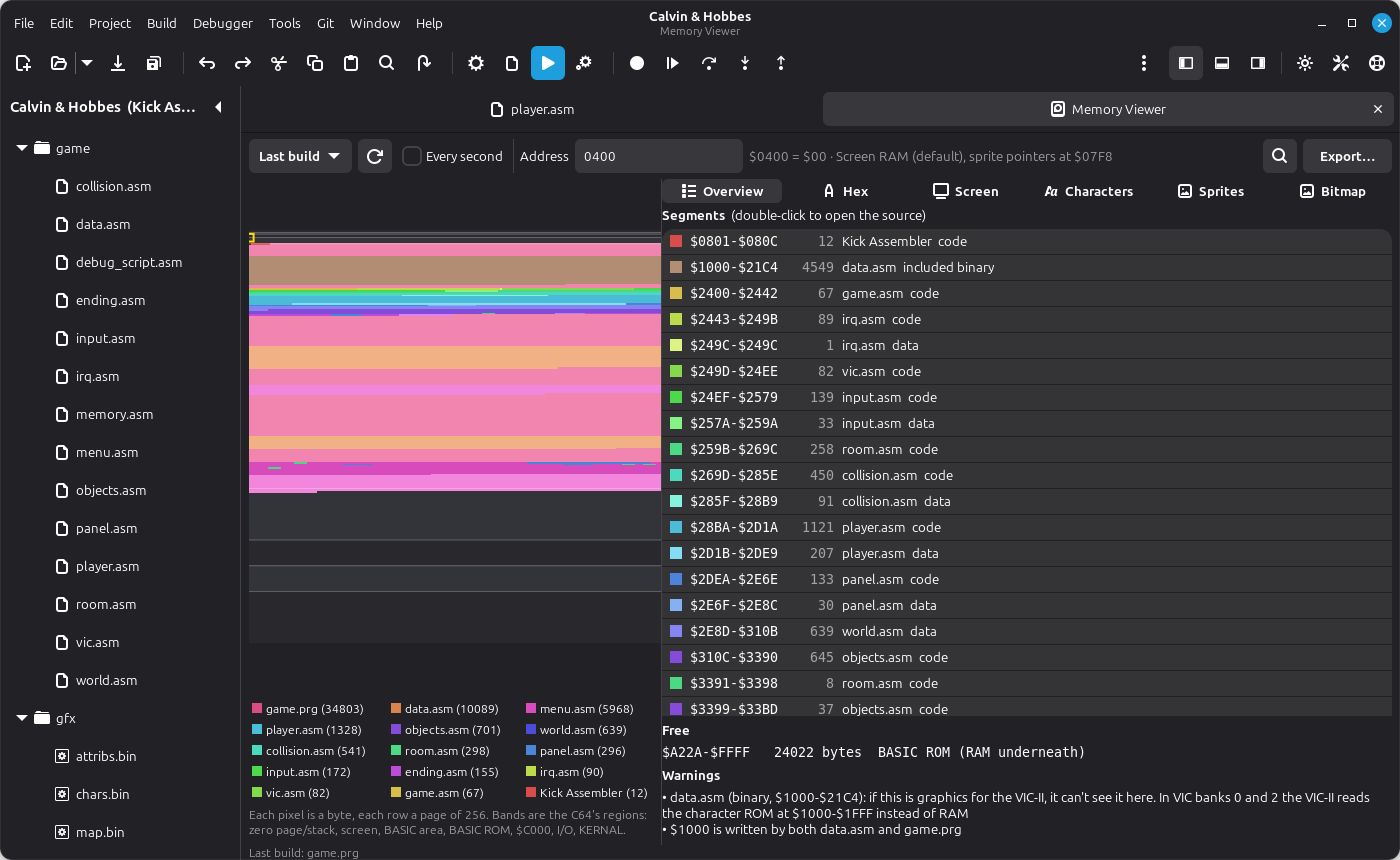 File Edit Project Build Debugger Tools Git Window Help
Calvin & Hobbes
Memory Viewer
Calvin & Hobbes (Kick As…
player.asm
Memory Viewer
game
collision.asm
data.asm
debug_script.asm
ending.asm
input.asm
irq.asm
memory.asm
menu.asm
objects.asm
panel.asm
player.asm
room.asm
vic.asm
world.asm
gfx
attribs.bin
chars.bin
map.bin
Last build Every second Address 0400 $0400 = $00 · Screen RAM (default), sprite pointers at $07F8 Export…
Overview Hex Screen Characters Sprites Bitmap
Segments (double-click to open the source)
$0801-$080C 12 Kick Assembler code
$1000-$21C4 4549 data.asm included binary
$2400-$2442 67 game.asm code
$2443-$249B 89 irq.asm code
$249C-$249C 1 irq.asm data
$249D-$24EE 82 vic.asm code
$24EF-$2579 139 input.asm code
$257A-$259A 33 input.asm data
$259B-$269C 258 room.asm code
$269D-$285E 450 collision.asm code
$285F-$28B9 91 collision.asm data
$28BA-$2D1A 1121 player.asm code
$2D1B-$2DE9 207 player.asm data
$2DEA-$2E6E 133 panel.asm code
$2E6F-$2E8C 30 panel.asm data
$2E8D-$310B 639 world.asm data
$310C-$3390 645 objects.asm code
$3391-$3398 8 room.asm code
$3399-$33BD 37 objects.asm code
game.prg (34803) data.asm (10089) menu.asm (5968)
player.asm (1328) objects.asm (701) world.asm (639)
collision.asm (541) room.asm (298) panel.asm (296)
input.asm (172) ending.asm (155) irq.asm (90)
vic.asm (82) game.asm (67) Kick Assembler (12)
Each pixel is a byte, each row a page of 256. Bands are the C64's regions:
zero page/stack, screen, BASIC area, BASIC ROM, $C000, I/O, KERNAL.
Last build: game.prg
Free
$A22A-$FFFF 24022 bytes BASIC ROM (RAM underneath)
Warnings
• data.asm (binary, $1000-$21C4): if this is graphics for the VIC-II, it can't see it here. In VIC banks 0 and 2 the VIC-II reads
the character ROM at $1000-$1FFF instead of RAM
• $1000 is written by both data.asm and game.prg